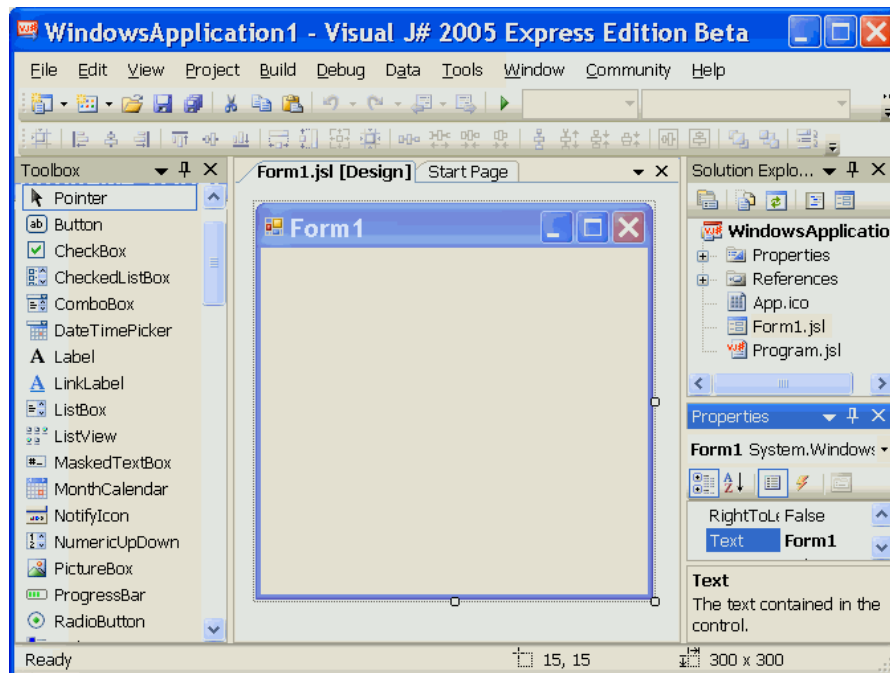 WindowsApplication1 - Visual J# 2005 Express Edition Beta
File Edit View Project Build Debug Data Tools Window Community Help
Toolbox
Pointer
Button
CheckBox
CheckedListBox
ComboBox
DateTimePicker
Label
LinkLabel
ListBox
ListView
MaskedTextBox
MonthCalendar
NotifyIcon
NumericUpDown
PictureBox
ProgressBar
RadioButton
Form1.jsl [Design] Start Page
Form1
Solution Explo...
WindowsApplicatio
Properties
References
App.ico
Form1.jsl
Program.jsl
Properties
Form1 System.Windows
RightToLe False
Text Form1
Text
The text contained in the
control.
Ready 15, 15 300 x 300